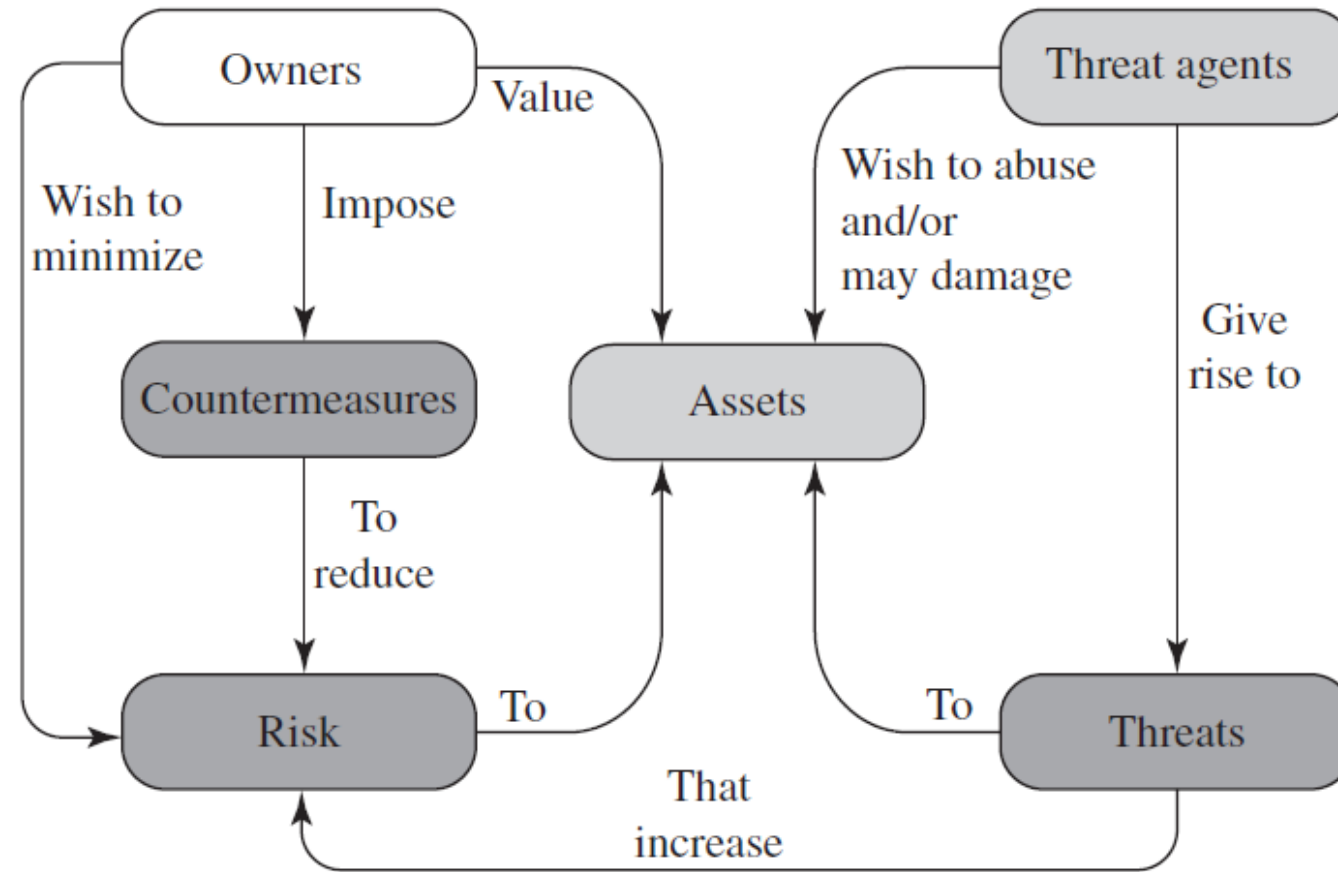 Owners
Threat agents
Value
Wish to
minimize
Impose
Wish to abuse
and/or
may damage
Give
rise to
Countermeasures
Assets
To
reduce
Risk
To
To
Threats
That
increase